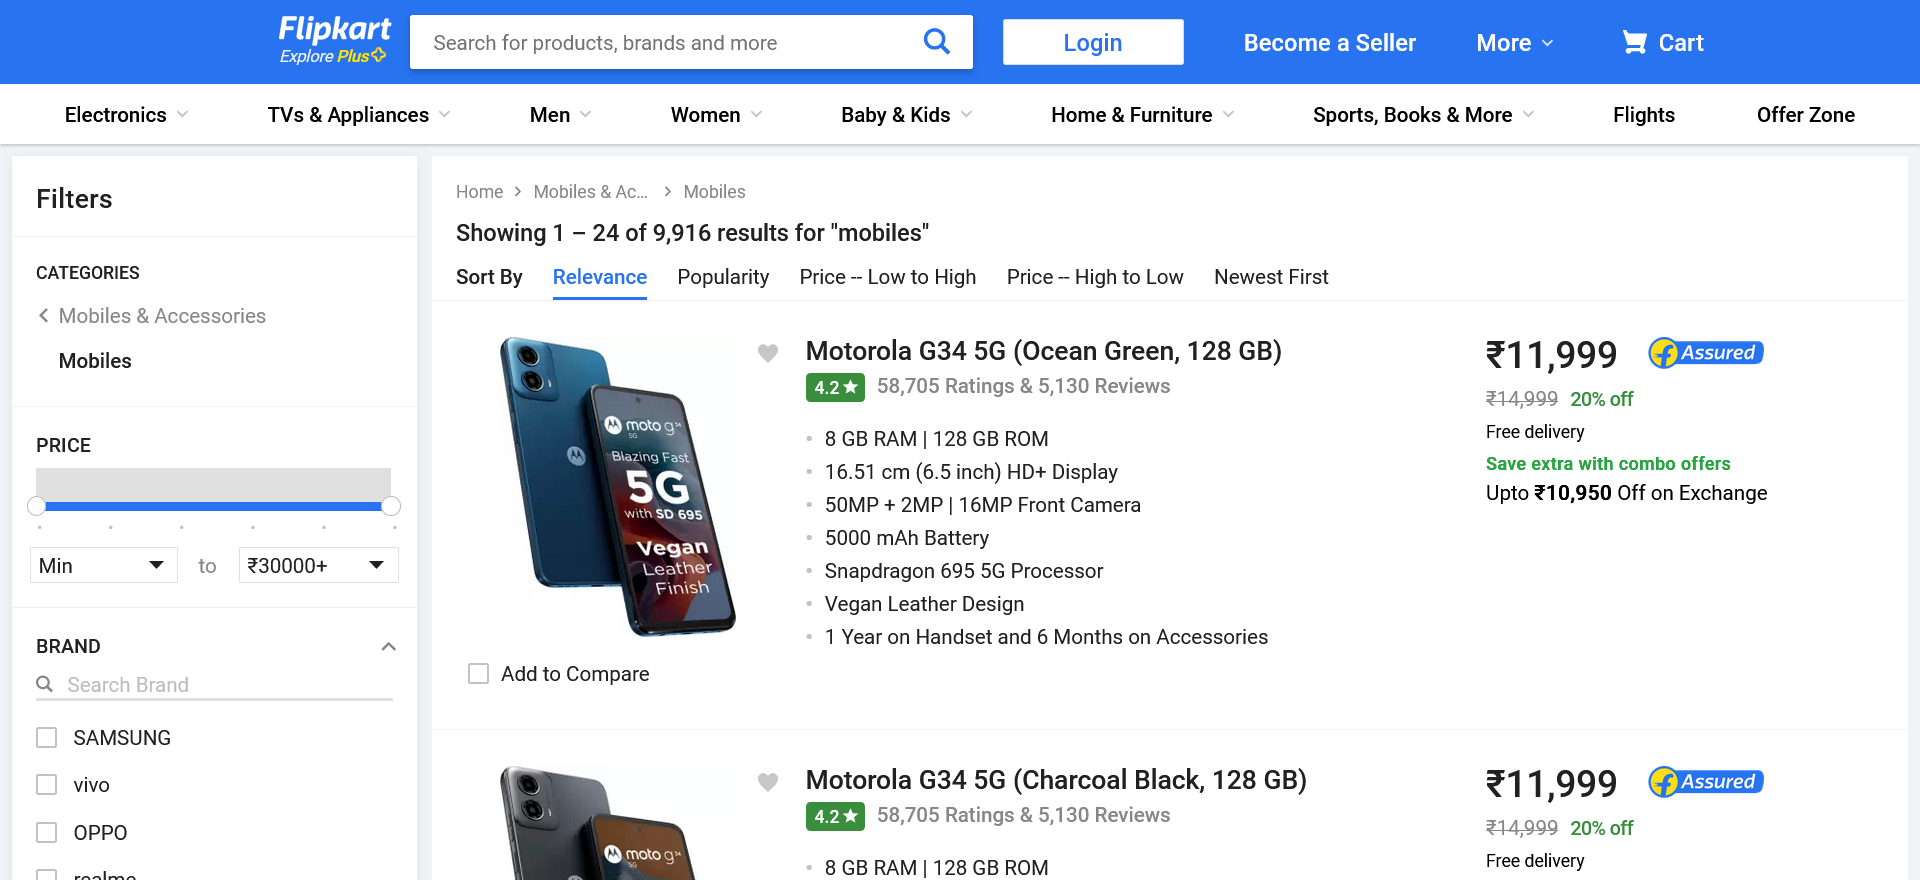 Flipkart
Explore Plus
Search for products, brands and more
Login
Become a Seller
More
Cart
Electronics
TVs & Appliances
Men
Women
Baby & Kids
Home & Furniture
Sports, Books & More
Flights
Offer Zone
Filters
CATEGORIES
Mobiles & Accessories
Mobiles
PRICE
Min
to
₹30000+
BRAND
Search Brand
SAMSUNG
vivo
OPPO
realme
Home
Mobiles & Ac...
Mobiles
Showing 1 – 24 of 9,916 results for "mobiles"
Sort By
Relevance
Popularity
Price -- Low to High
Price -- High to Low
Newest First
moto g34
5G
Blazing Fast
5G
with SD 695
Vegan
Leather
Finish
Add to Compare
Motorola G34 5G (Ocean Green, 128 GB)
4.2★ 58,705 Ratings & 5,130 Reviews
8 GB RAM | 128 GB ROM
16.51 cm (6.5 inch) HD+ Display
50MP + 2MP | 16MP Front Camera
5000 mAh Battery
Snapdragon 695 5G Processor
Vegan Leather Design
1 Year on Handset and 6 Months on Accessories
₹11,999
Assured
₹14,999 20% off
Free delivery
Save extra with combo offers
Upto ₹10,950 Off on Exchange
moto g34
5G
Motorola G34 5G (Charcoal Black, 128 GB)
4.2★ 58,705 Ratings & 5,130 Reviews
8 GB RAM | 128 GB ROM
₹11,999
Assured
₹14,999 20% off
Free delivery